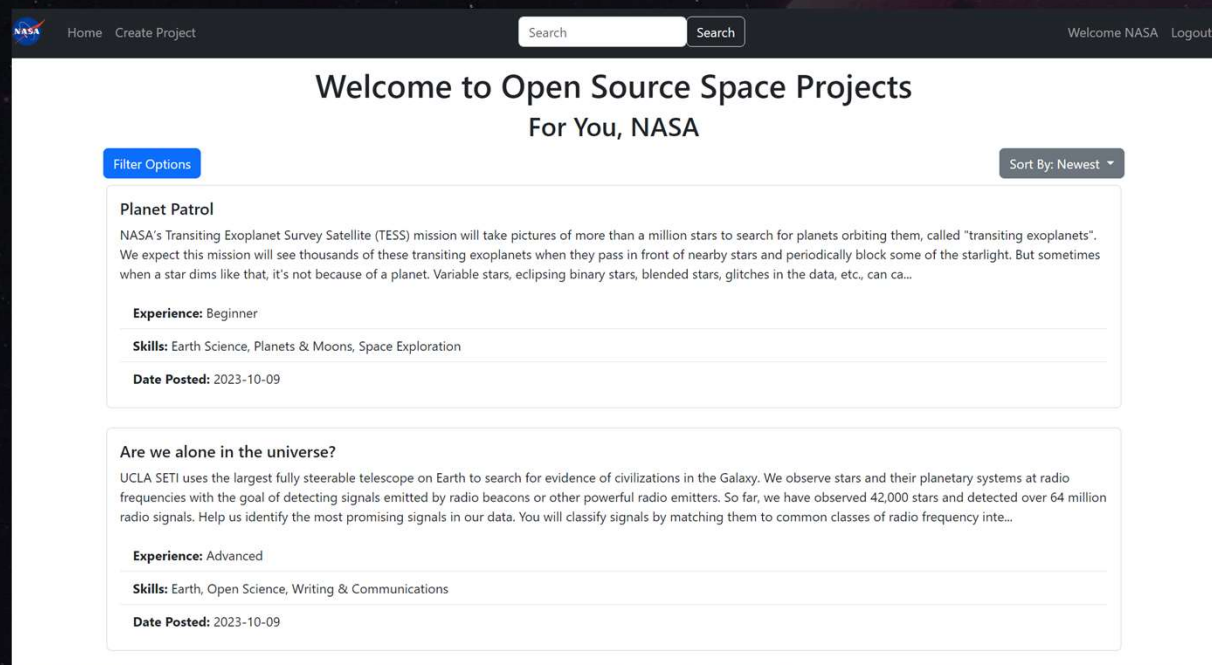 NASA
Home Create Project
Search Search
Welcome NASA Logout
Welcome to Open Source Space Projects
For You, NASA
Filter Options
Sort By: Newest
Planet Patrol
NASA's Transiting Exoplanet Survey Satellite (TESS) mission will take pictures of more than a million stars to search for planets orbiting them, called "transiting exoplanets".
We expect this mission will see thousands of these transiting exoplanets when they pass in front of nearby stars and periodically block some of the starlight. But sometimes
when a star dims like that, it's not because of a planet. Variable stars, eclipsing binary stars, blended stars, glitches in the data, etc., can ca...
Experience: Beginner
Skills: Earth Science, Planets & Moons, Space Exploration
Date Posted: 2023-10-09
Are we alone in the universe?
UCLA SETI uses the largest fully steerable telescope on Earth to search for evidence of civilizations in the Galaxy. We observe stars and their planetary systems at radio
frequencies with the goal of detecting signals emitted by radio beacons or other powerful radio emitters. So far, we have observed 42,000 stars and detected over 64 million
radio signals. Help us identify the most promising signals in our data. You will classify signals by matching them to common classes of radio frequency inte...
Experience: Advanced
Skills: Earth, Open Science, Writing & Communications
Date Posted: 2023-10-09